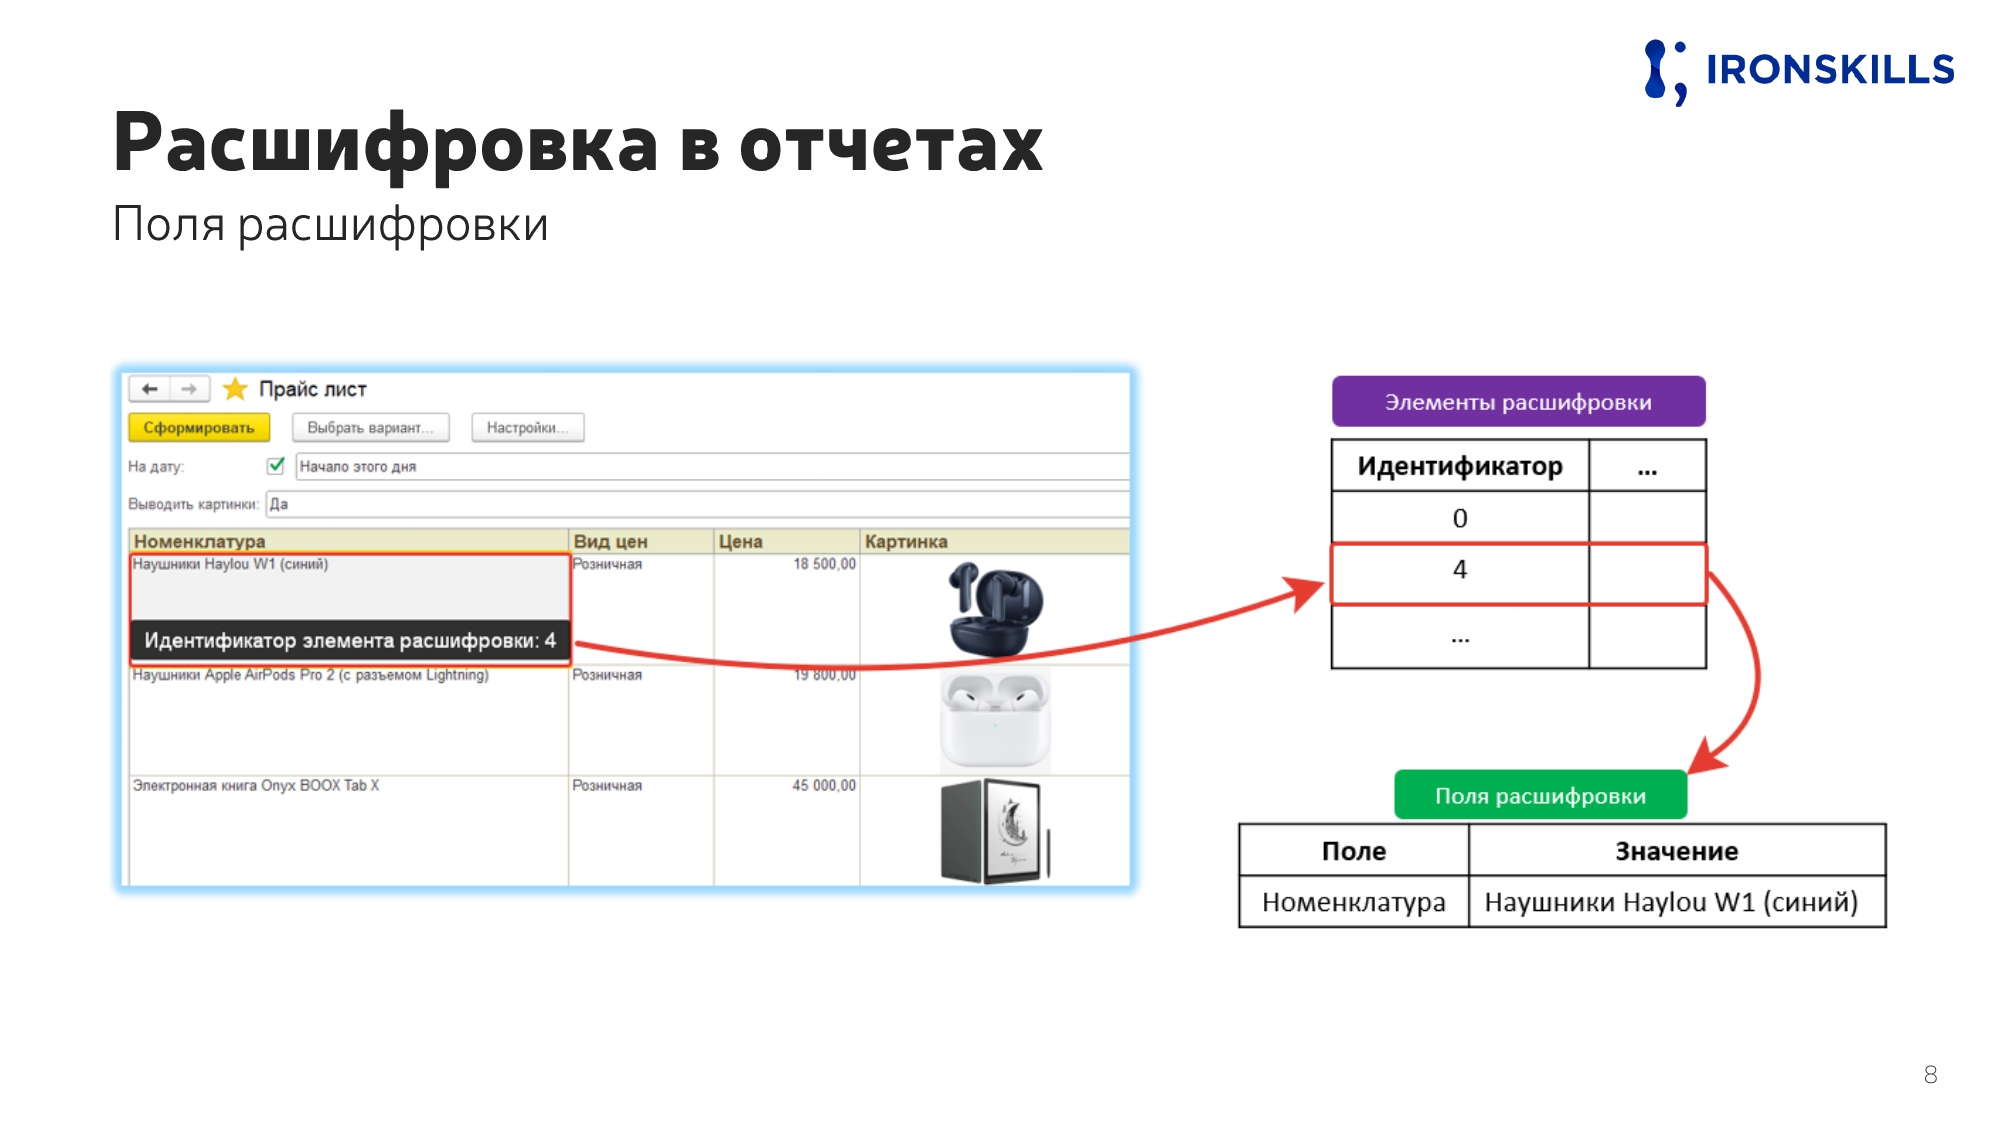 IRONSKILLS
Расшифровка в отчетах
Поля расшифровки
Прайс лист
Сформировать
Выбрать вариант...
Настройки...
На дату:
Начало этого дня
Выводить картинки:
Да
Номенклатура Вид цен Цена Картинка
Наушники Haylou W1 (синий) Розничная 18 500,00
Идентификатор элемента расшифровки: 4
Наушники Apple AirPods Pro 2 (с разъемом Lightning) Розничная 19 800,00
Электронная книга Onyx BOOX Tab X Розничная 45 000,00
Элементы расшифровки
Идентификатор ...
0
4
...
Поля расшифровки
Поле Значение
Номенклатура Наушники Haylou W1 (синий)
8